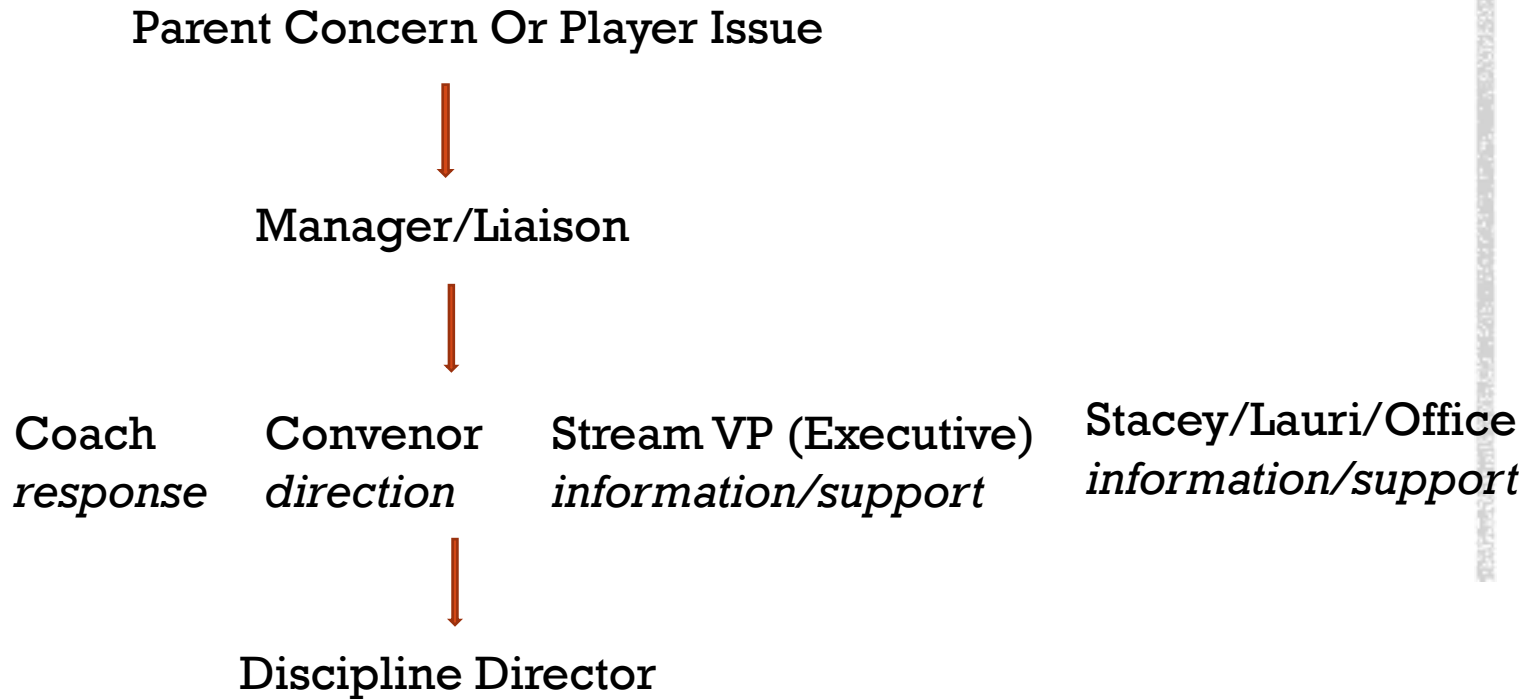 Parent Concern Or Player Issue
Manager/Liaison
Coach
response
Convenor
direction
Stream VP (Executive)
information/support
Stacey/Lauri/Office
information/support
Discipline Director